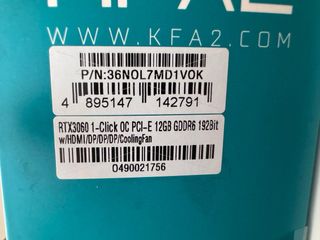 KFA2
WWW.KFA2.COM
P/N:36NOL7MD1VOK
4 895147 142791
RTX3060 1-Click OC PCI-E 12GB GDDR6 192Bit
w/HDMI/DP/DP/DP/CoolingFan
0490021756